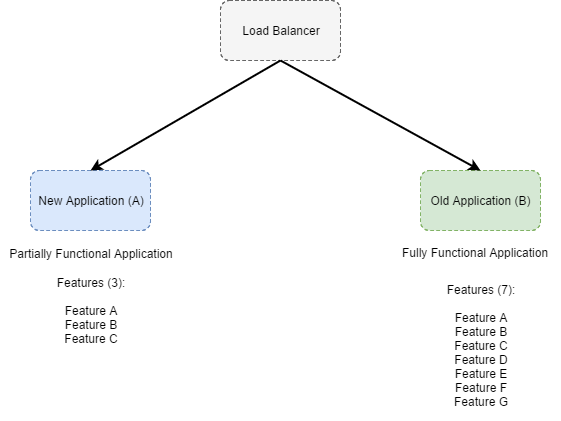 Load Balancer
New Application (A)
Old Application (B)
Partially Functional Application
Features (3):
Feature A
Feature B
Feature C
Fully Functional Application
Features (7):
Feature A
Feature B
Feature C
Feature D
Feature E
Feature F
Feature G